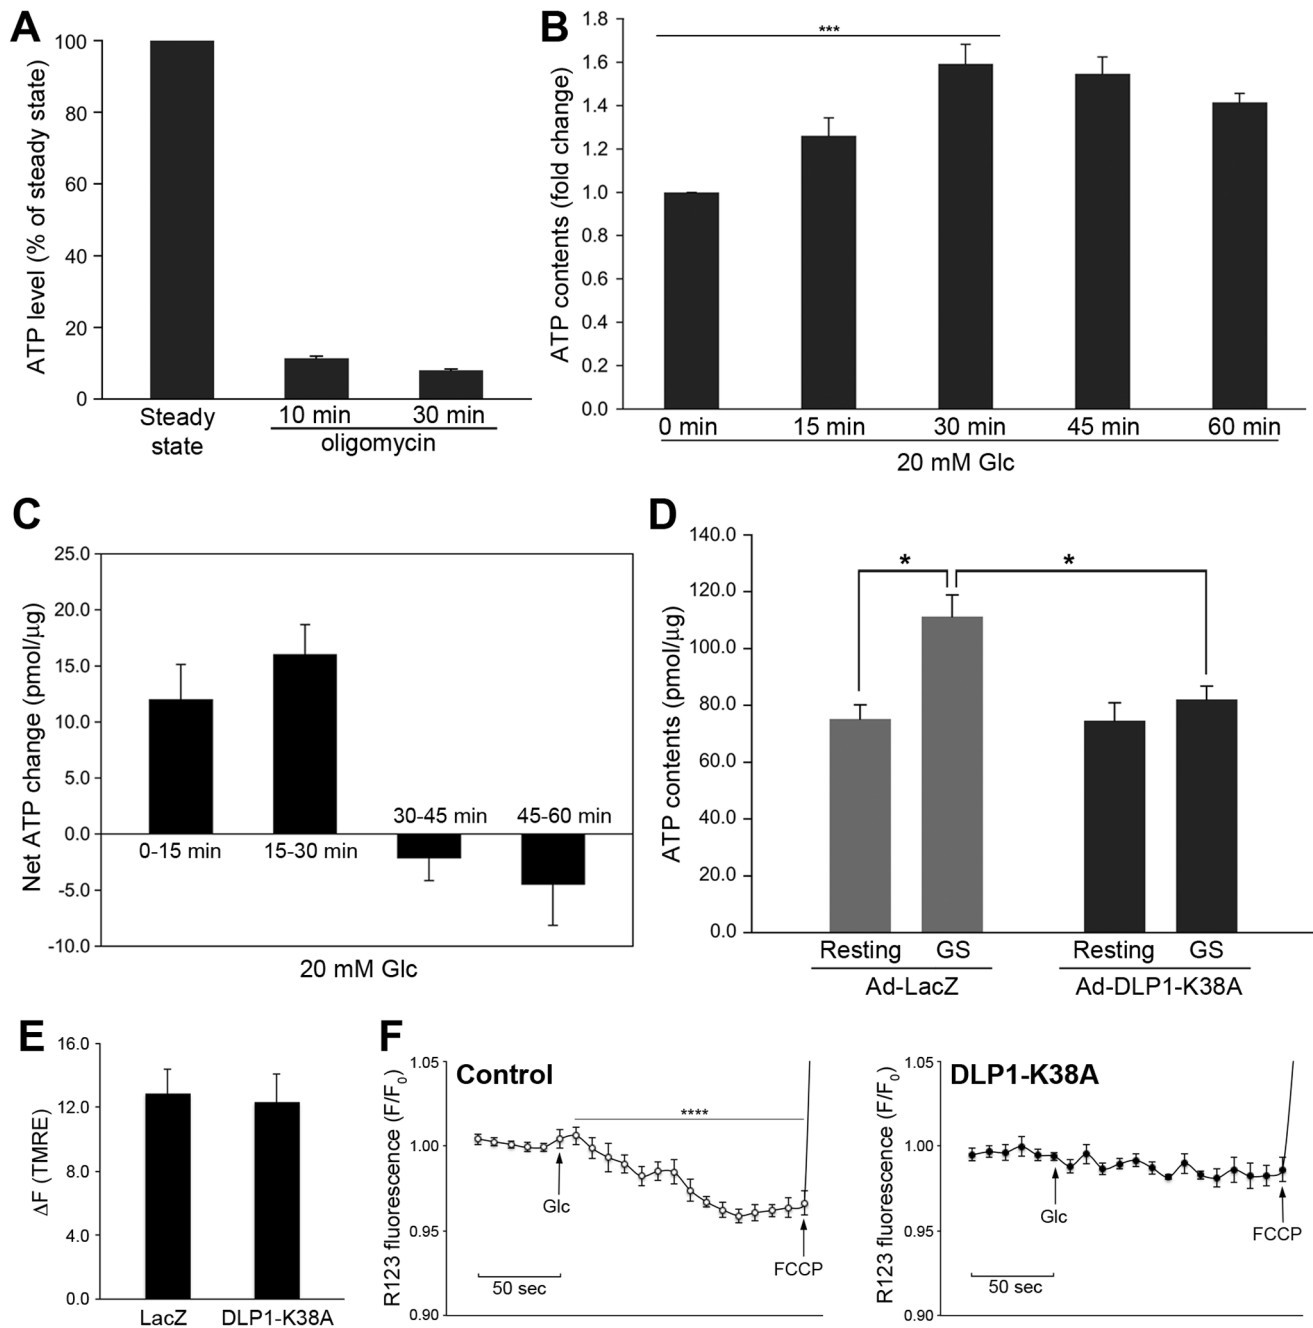 A
ATP level (% of steady state)
100
80
60
40
20
0
Steady
state
10 min
30 min
oligomycin
B
ATP contents (fold change)
1.8
1.6
1.4
1.2
1.0
0.8
0.6
0.4
0.2
0.0
***
0 min
15 min
30 min
45 min
60 min
20 mM Glc
C
Net ATP change (pmol/µg)
25.0
20.0
15.0
10.0
5.0
0.0
-5.0
-10.0
0-15 min
15-30 min
30-45 min
45-60 min
20 mM Glc
D
ATP contents (pmol/µg)
140.0
120.0
100.0
80.0
60.0
40.0
20.0
0.0
*
*
Resting
GS
Resting
GS
Ad-LacZ
Ad-DLP1-K38A
E
ΔF (TMRE)
16.0
12.0
8.0
4.0
0.0
LacZ
DLP1-K38A
F
R123 fluorescence (F/F0)
1.05
1.00
0.95
0.90
Control
****
Glc
FCCP
50 sec
R123 fluorescence (F/F0)
1.05
1.00
0.95
0.90
DLP1-K38A
Glc
FCCP
50 sec